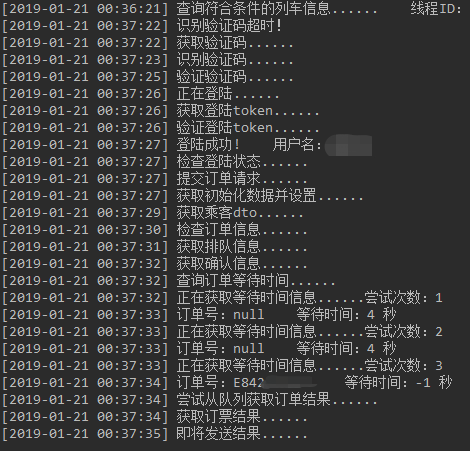 [2019-01-21 00:36:21] 查询符合条件的列车信息...... 线程ID:
[2019-01-21 00:37:22] 识别验证码超时!
[2019-01-21 00:37:22] 获取验证码......
[2019-01-21 00:37:23] 识别验证码......
[2019-01-21 00:37:25] 验证验证码......
[2019-01-21 00:37:26] 正在登陆......
[2019-01-21 00:37:26] 获取登陆token......
[2019-01-21 00:37:26] 验证登陆token......
[2019-01-21 00:37:27] 登陆成功! 用户名:
[2019-01-21 00:37:27] 检查登陆状态......
[2019-01-21 00:37:27] 提交订单请求......
[2019-01-21 00:37:27] 获取初始化数据并设置......
[2019-01-21 00:37:29] 获取乘客dto......
[2019-01-21 00:37:30] 检查订单信息......
[2019-01-21 00:37:31] 获取排队信息......
[2019-01-21 00:37:32] 获取确认信息......
[2019-01-21 00:37:32] 查询订单等待时间......
[2019-01-21 00:37:32] 正在获取等待时间信息......尝试次数: 1
[2019-01-21 00:37:33] 订单号: null 等待时间: 4 秒
[2019-01-21 00:37:33] 正在获取等待时间信息......尝试次数: 2
[2019-01-21 00:37:33] 订单号: null 等待时间: 4 秒
[2019-01-21 00:37:33] 正在获取等待时间信息......尝试次数: 3
[2019-01-21 00:37:34] 订单号: E842 等待时间: -1 秒
[2019-01-21 00:37:34] 尝试从队列获取订单结果......
[2019-01-21 00:37:34] 获取订票结果......
[2019-01-21 00:37:35] 即将发送结果......